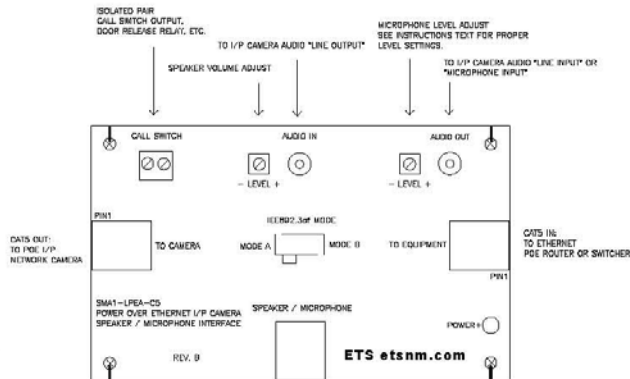 ISOLATED PAIR
CALL SWITCH OUTPUT,
DOOR RELEASE RELAY, ETC.
SPEAKER VOLUME ADJUST
TO I/P CAMERA AUDIO "LINE OUTPUT"
MICROPHONE LEVEL ADJUST
SEE INSTRUCTIONS TEXT FOR PROPER
LEVEL SETTINGS.
TO I/P CAMERA AUDIO "LINE INPUT" OR
"MICROPHONE INPUT"
CALL SWITCH
AUDIO IN
AUDIO OUT
- LEVEL +
- LEVEL +
PIN1
IEE802.3af MODE
MODE A
MODE B
CAT5 OUT:
TO POE I/P
NETWORK CAMERA
TO CAMERA
TO EQUIPMENT
CAT5 IN:
TO ETHERNET
POE ROUTER OR SWITCHER
PIN1
SMA1-LPEA-C5
POWER OVER ETHERNET I/P CAMERA
SPEAKER / MICROPHONE INTERFACE
SPEAKER / MICROPHONE
POWER+
REV. B
ETS etsnm.com